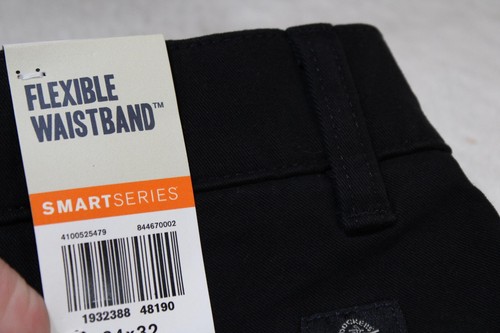 FLEXIBLE
WAISTBAND™
SMARTSERIES
4100525479 844670002
1932388 48190